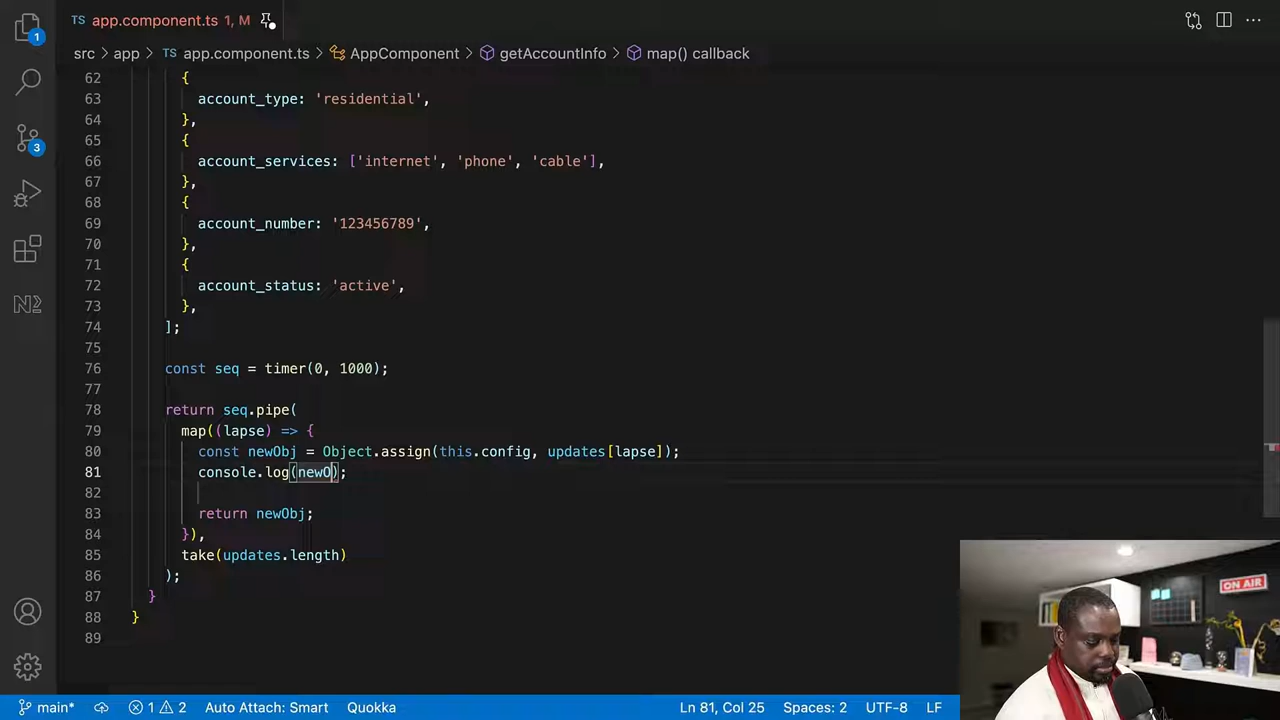 TS app.component.ts 1, M
src > app > TS app.component.ts > AppComponent > getAccountInfo > map() callback
1
3
N2
62 {
63 account_type: 'residential',
64 },
65 {
66 account_services: ['internet', 'phone', 'cable'],
67 },
68 {
69 account_number: '123456789',
70 },
71 {
72 account_status: 'active',
73 },
74 ];
75
76 const seq = timer(0, 1000);
77
78 return seq.pipe(
79 map((lapse) => {
80 const newObj = Object.assign(this.config, updates[lapse]);
81 console.log(newO);
82
83 return newObj;
84 }),
85 take(updates.length)
86 );
87 }
88 }
89
ON AIR
main* 1 2 Auto Attach: Smart Quokka Ln 81, Col 25 Spaces: 2 UTF-8 LF